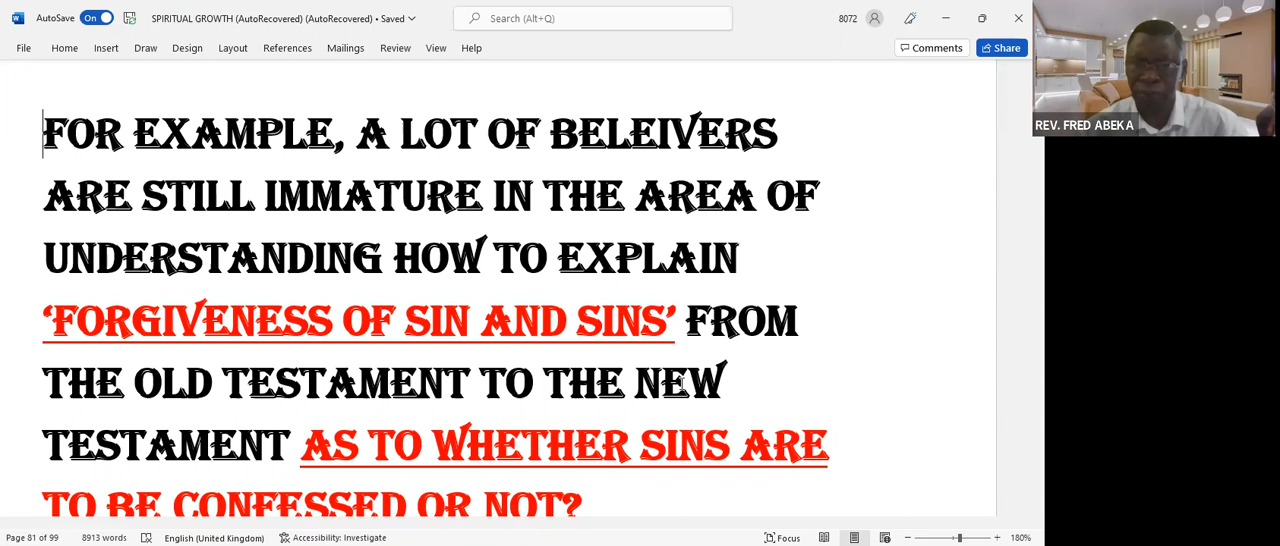 AutoSave On SPIRITUAL GROWTH (AutoRecovered) (AutoRecovered) • Saved Search (Alt+Q) 8072
File Home Insert Draw Design Layout References Mailings Review View Help Comments Share
REV. FRED ABEKA
FOR EXAMPLE, A LOT OF BELEIVERS
ARE STILL IMMATURE IN THE AREA OF
UNDERSTANDING HOW TO EXPLAIN
‘FORGIVENESS OF SIN AND SINS’ FROM
THE OLD TESTAMENT TO THE NEW
TESTAMENT AS TO WHETHER SINS ARE
TO BE CONFESSED OR NOT?
Page 81 of 99 8913 words English (United Kingdom) Accessibility: Investigate Focus 180%